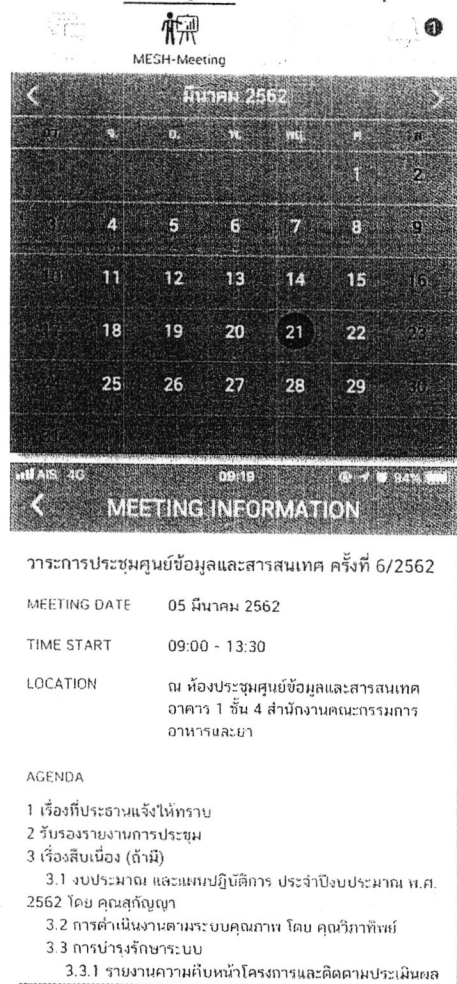 1
MESH-Meeting
< มีนาคม 2562 >
อา จ. อ. พ. พฤ. ศ ส
1 2
3 4 5 6 7 8 9
10 11 12 13 14 15 16
17 18 19 20 21 22 23
24 25 26 27 28 29 30
31
AIS 4G 09:19 94%
< MEETING INFORMATION
วาระการประชุมศูนย์ข้อมูลและสารสนเทศ ครั้งที่ 6/2562
MEETING DATE 05 มีนาคม 2562
TIME START 09:00 - 13:30
LOCATION ณ ห้องประชุมศูนย์ข้อมูลและสารสนเทศ
อาคาร 1 ชั้น 4 สำนักงานคณะกรรมการ
อาหารและยา
AGENDA
1 เรื่องที่ประธานแจ้งให้ทราบ
2 รับรองรายงานการประชุม
3 เรื่องสืบเนื่อง (ถ้ามี)
3.1 งบประมาณ และแผนปฏิบัติการ ประจำปีงบประมาณ พ.ศ.
2562 โดย คุณสุกัญญา
3.2 การดำเนินงานตามระบบคุณภาพ โดย คุณวิภาทิพย์
3.3 การบำรุงรักษาระบบ
3.3.1 รายงานความคืบหน้าโครงการและติดตามประเมินผล